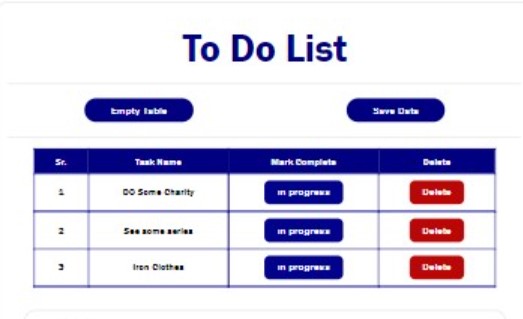 To Do List
Empty Table Save Data
Sr. Task Name Mark Complete Delete
1 DO Some Charity in progress Delete
2 See some series in progress Delete
3 Iron Clothes in progress Delete